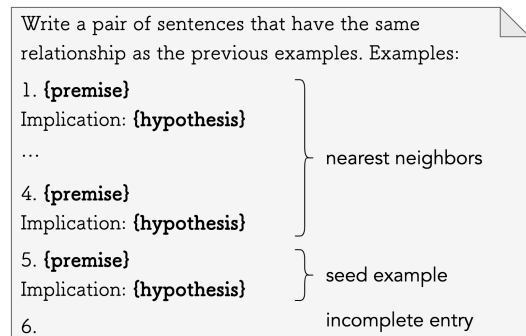 Write a pair of sentences that have the same
relationship as the previous examples. Examples:
1. {premise}
Implication: {hypothesis}
...
4. {premise}
Implication: {hypothesis}
nearest neighbors
5. {premise}
Implication: {hypothesis}
seed example
6.
incomplete entry